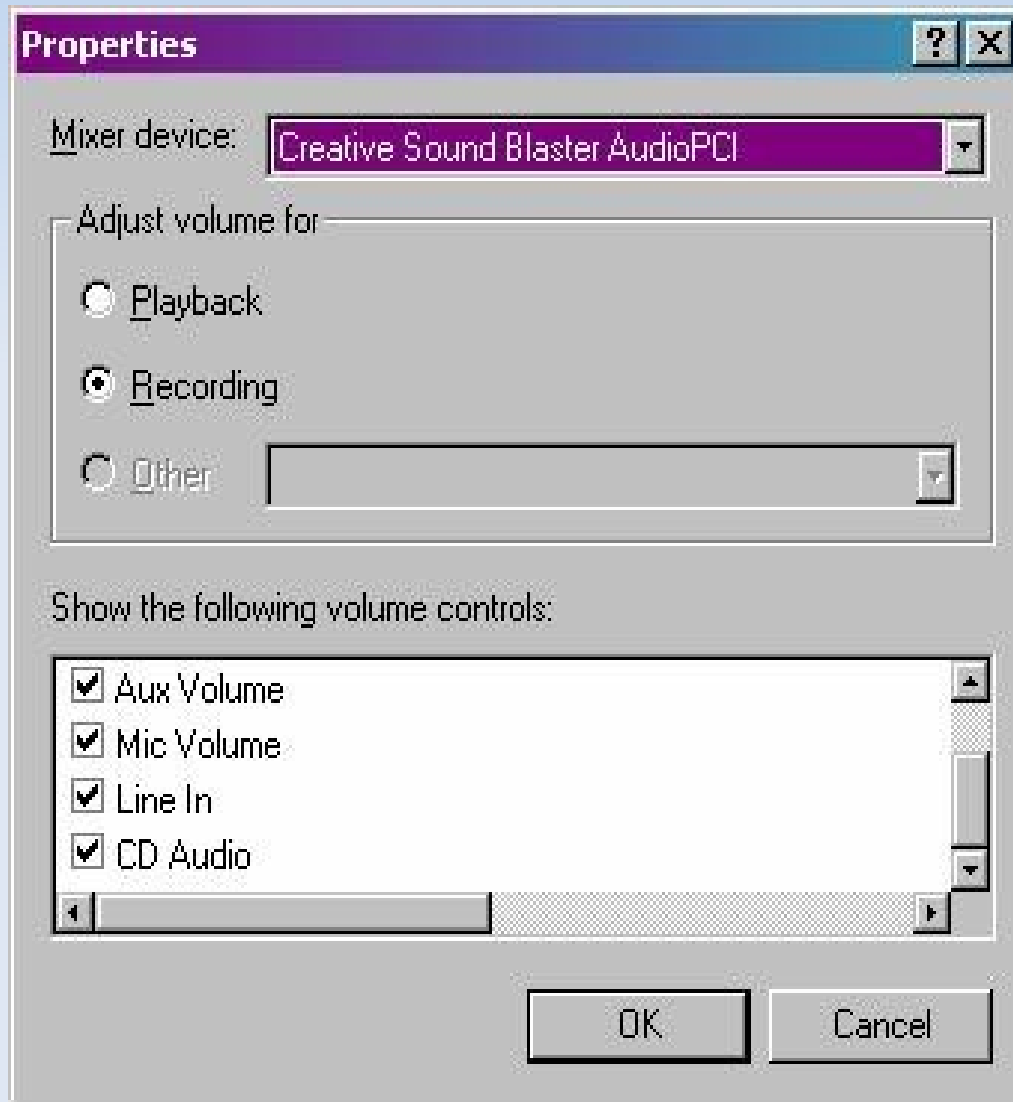 Properties
Mixer device: Creative Sound Blaster AudioPCI
Adjust volume for
Playback
Recording
Other
Show the following volume controls:
Aux Volume
Mic Volume
Line In
CD Audio
OK Cancel